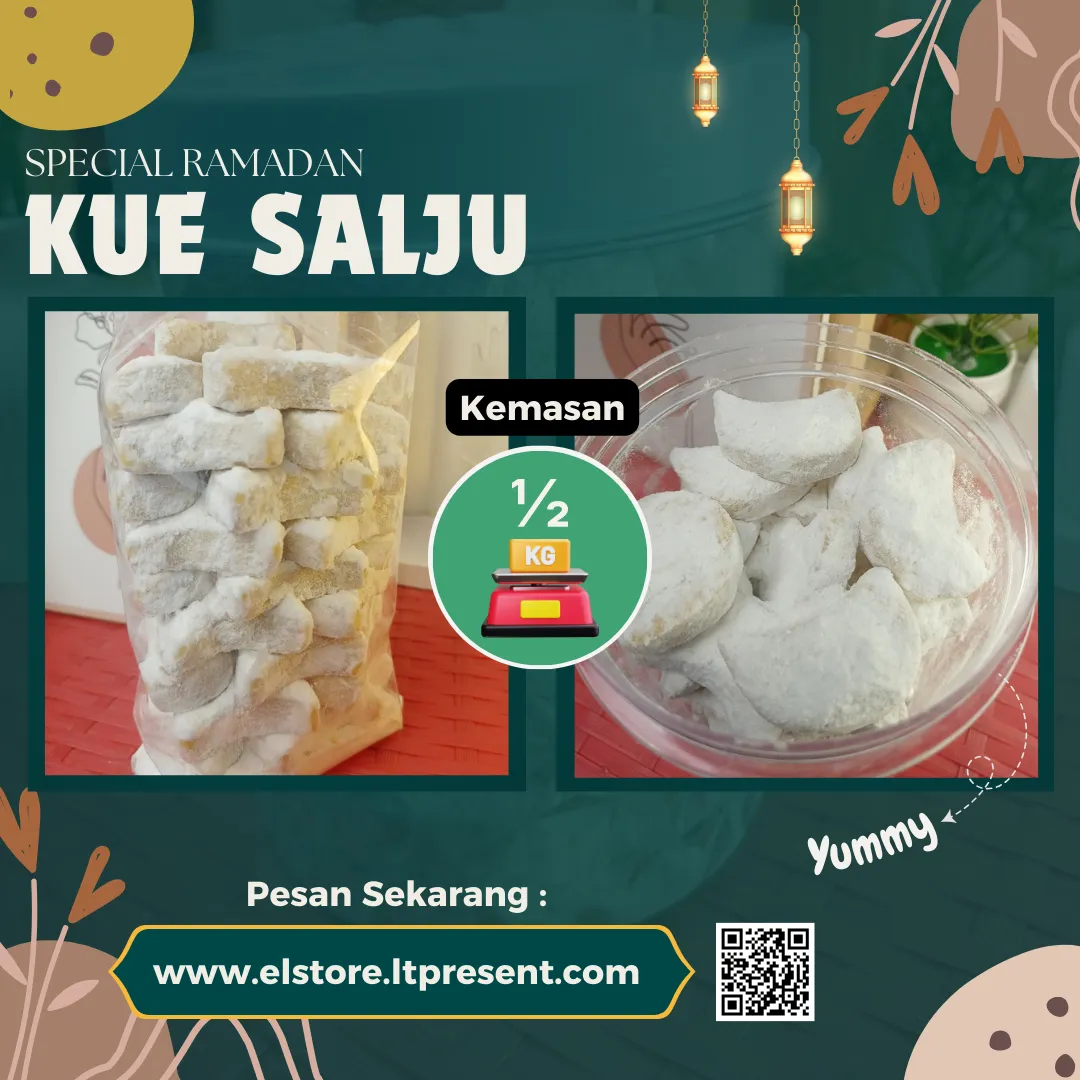 SPECIAL RAMADAN
KUE SALJU
Kemasan
½
KG
Yummy
Pesan Sekarang :
www.elstore.ltpresent.com